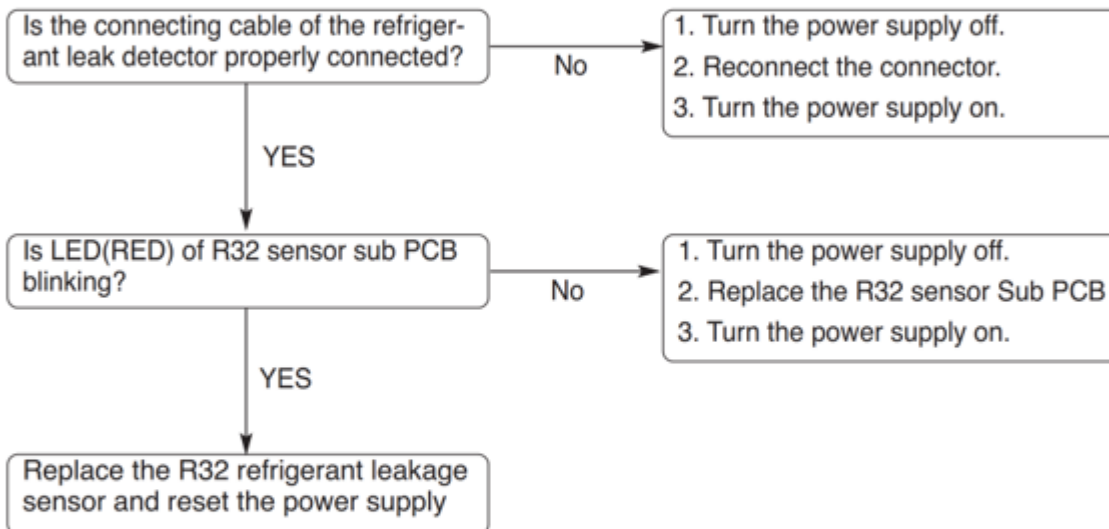 Is the connecting cable of the refriger-
ant leak detector properly connected?
No
1. Turn the power supply off.
2. Reconnect the connector.
3. Turn the power supply on.
YES
Is LED(RED) of R32 sensor sub PCB
blinking?
No
1. Turn the power supply off.
2. Replace the R32 sensor Sub PCB
3. Turn the power supply on.
YES
Replace the R32 refrigerant leakage
sensor and reset the power supply